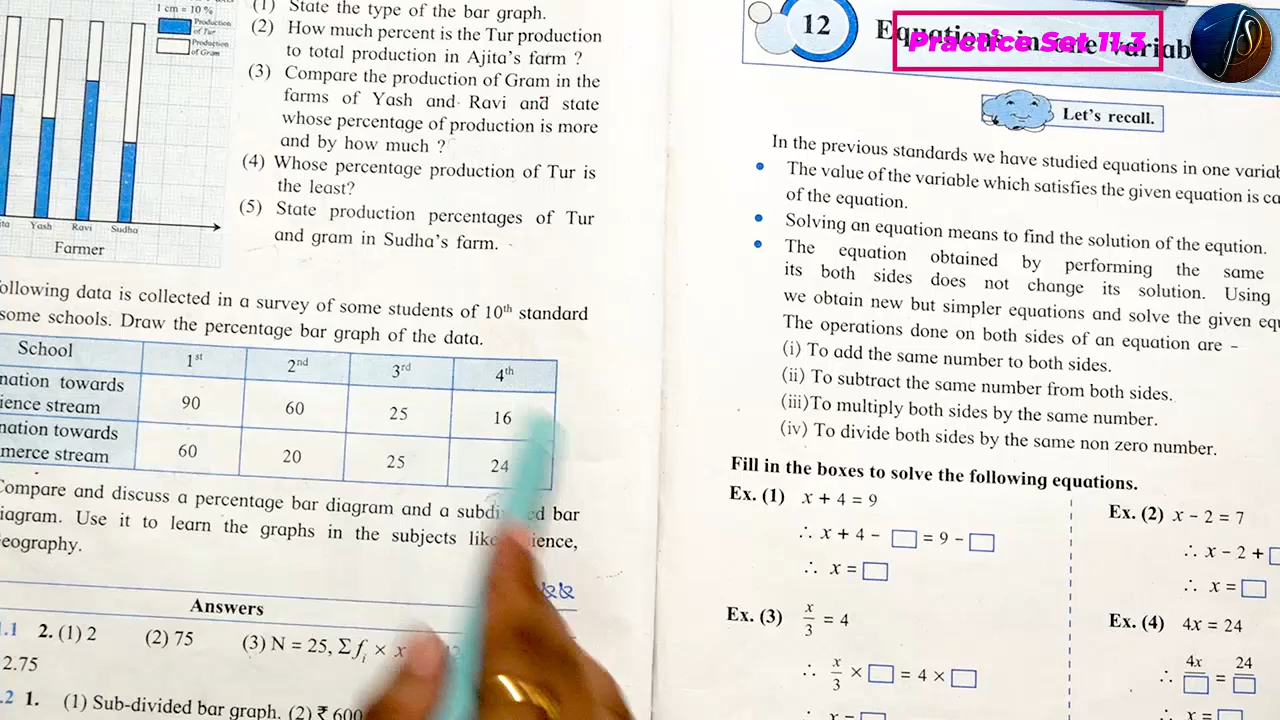 1 cm = 10 %
Production
of Tur
Production
of Gram
Yash Ravi Sudha
Farmer
(1) State the type of the bar graph.
(2) How much percent is the Tur production
to total production in Ajita's farm ?
(3) Compare the production of Gram in the
farms of Yash and Ravi and state
whose percentage of production is more
and by how much ?
(4) Whose percentage production of Tur is
the least?
(5) State production percentages of Tur
and gram in Sudha's farm.
ollowing data is collected in a survey of some students of 10th standard
some schools. Draw the percentage bar graph of the data.
School 1st 2nd 3rd 4th
nation towards
ience stream 90 60 25 16
nation towards
merce stream 60 20 25 24
Compare and discuss a percentage bar diagram and a subdivided bar
iagram. Use it to learn the graphs in the subjects like ience,
eography.
Answers
1.1 2. (1) 2 (2) 75 (3) N = 25, Σ fi × x
2.75
.2 1. (1) Sub-divided bar graph. (2) ₹ 600
12 Equations in one variab
Practice Set 11.3
Let's recall.
In the previous standards we have studied equations in one variab
• The value of the variable which satisfies the given equation is ca
of the equation.
• Solving an equation means to find the solution of the eqution.
• The equation obtained by performing the same
its both sides does not change its solution. Using
we obtain new but simpler equations and solve the given equ
The operations done on both sides of an equation are -
(i) To add the same number to both sides.
(ii) To subtract the same number from both sides.
(iii)To multiply both sides by the same number.
(iv) To divide both sides by the same non zero number.
Fill in the boxes to solve the following equations.
Ex. (1) x + 4 = 9
∴ x + 4 - □ = 9 - □
∴ x = □
Ex. (2) x - 2 = 7
∴ x - 2 + □
∴ x = □
Ex. (3) x/3 = 4
∴ x/3 × □ = 4 × □
∴ x = □
Ex. (4) 4x = 24
∴ 4x/□ = 24/□
∴ x = □